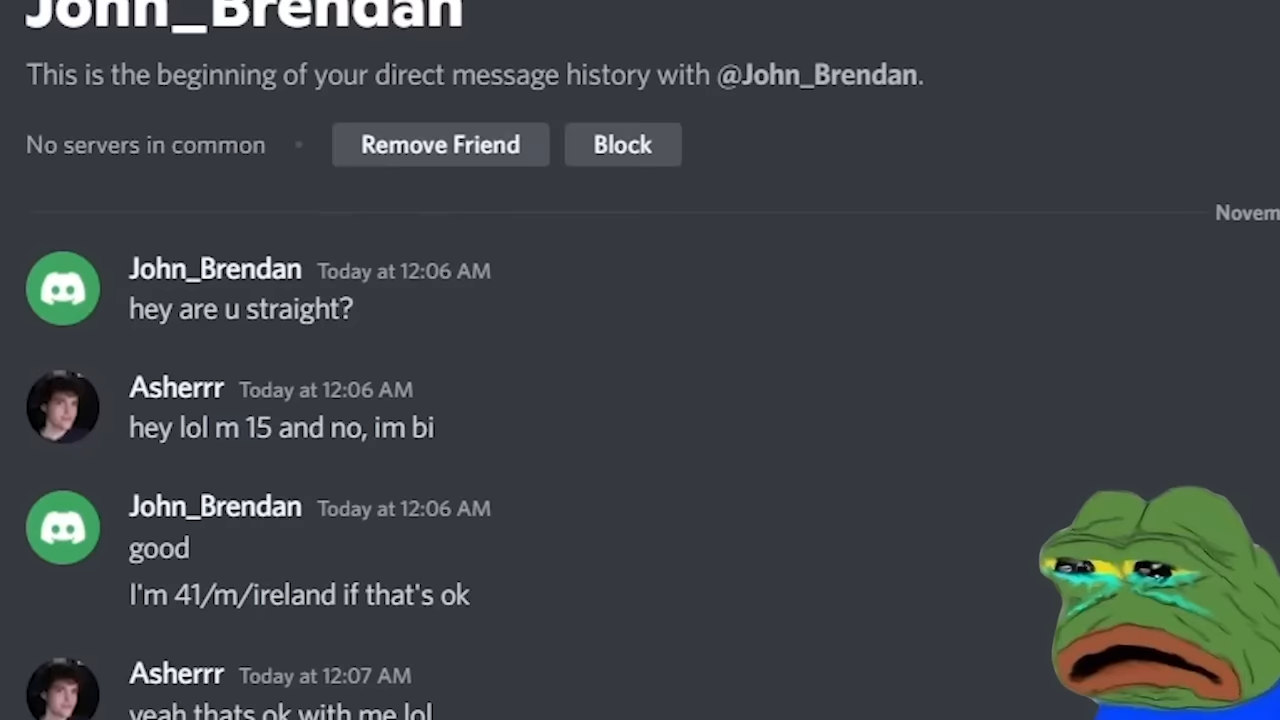 John_Brendan
This is the beginning of your direct message history with @John_Brendan.
No servers in common • Remove Friend Block
Novem
John_Brendan Today at 12:06 AM
hey are u straight?
Asherrr Today at 12:06 AM
hey lol m 15 and no, im bi
John_Brendan Today at 12:06 AM
good
I'm 41/m/ireland if that's ok
Asherrr Today at 12:07 AM
yeah thats ok with me lol